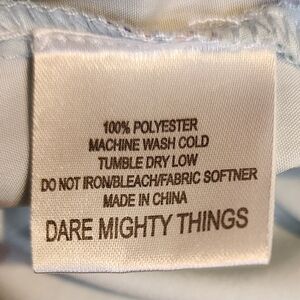 100% POLYESTER
MACHINE WASH COLD
TUMBLE DRY LOW
DO NOT IRON/BLEACH/FABRIC SOFTNER
MADE IN CHINA
DARE MIGHTY THINGS